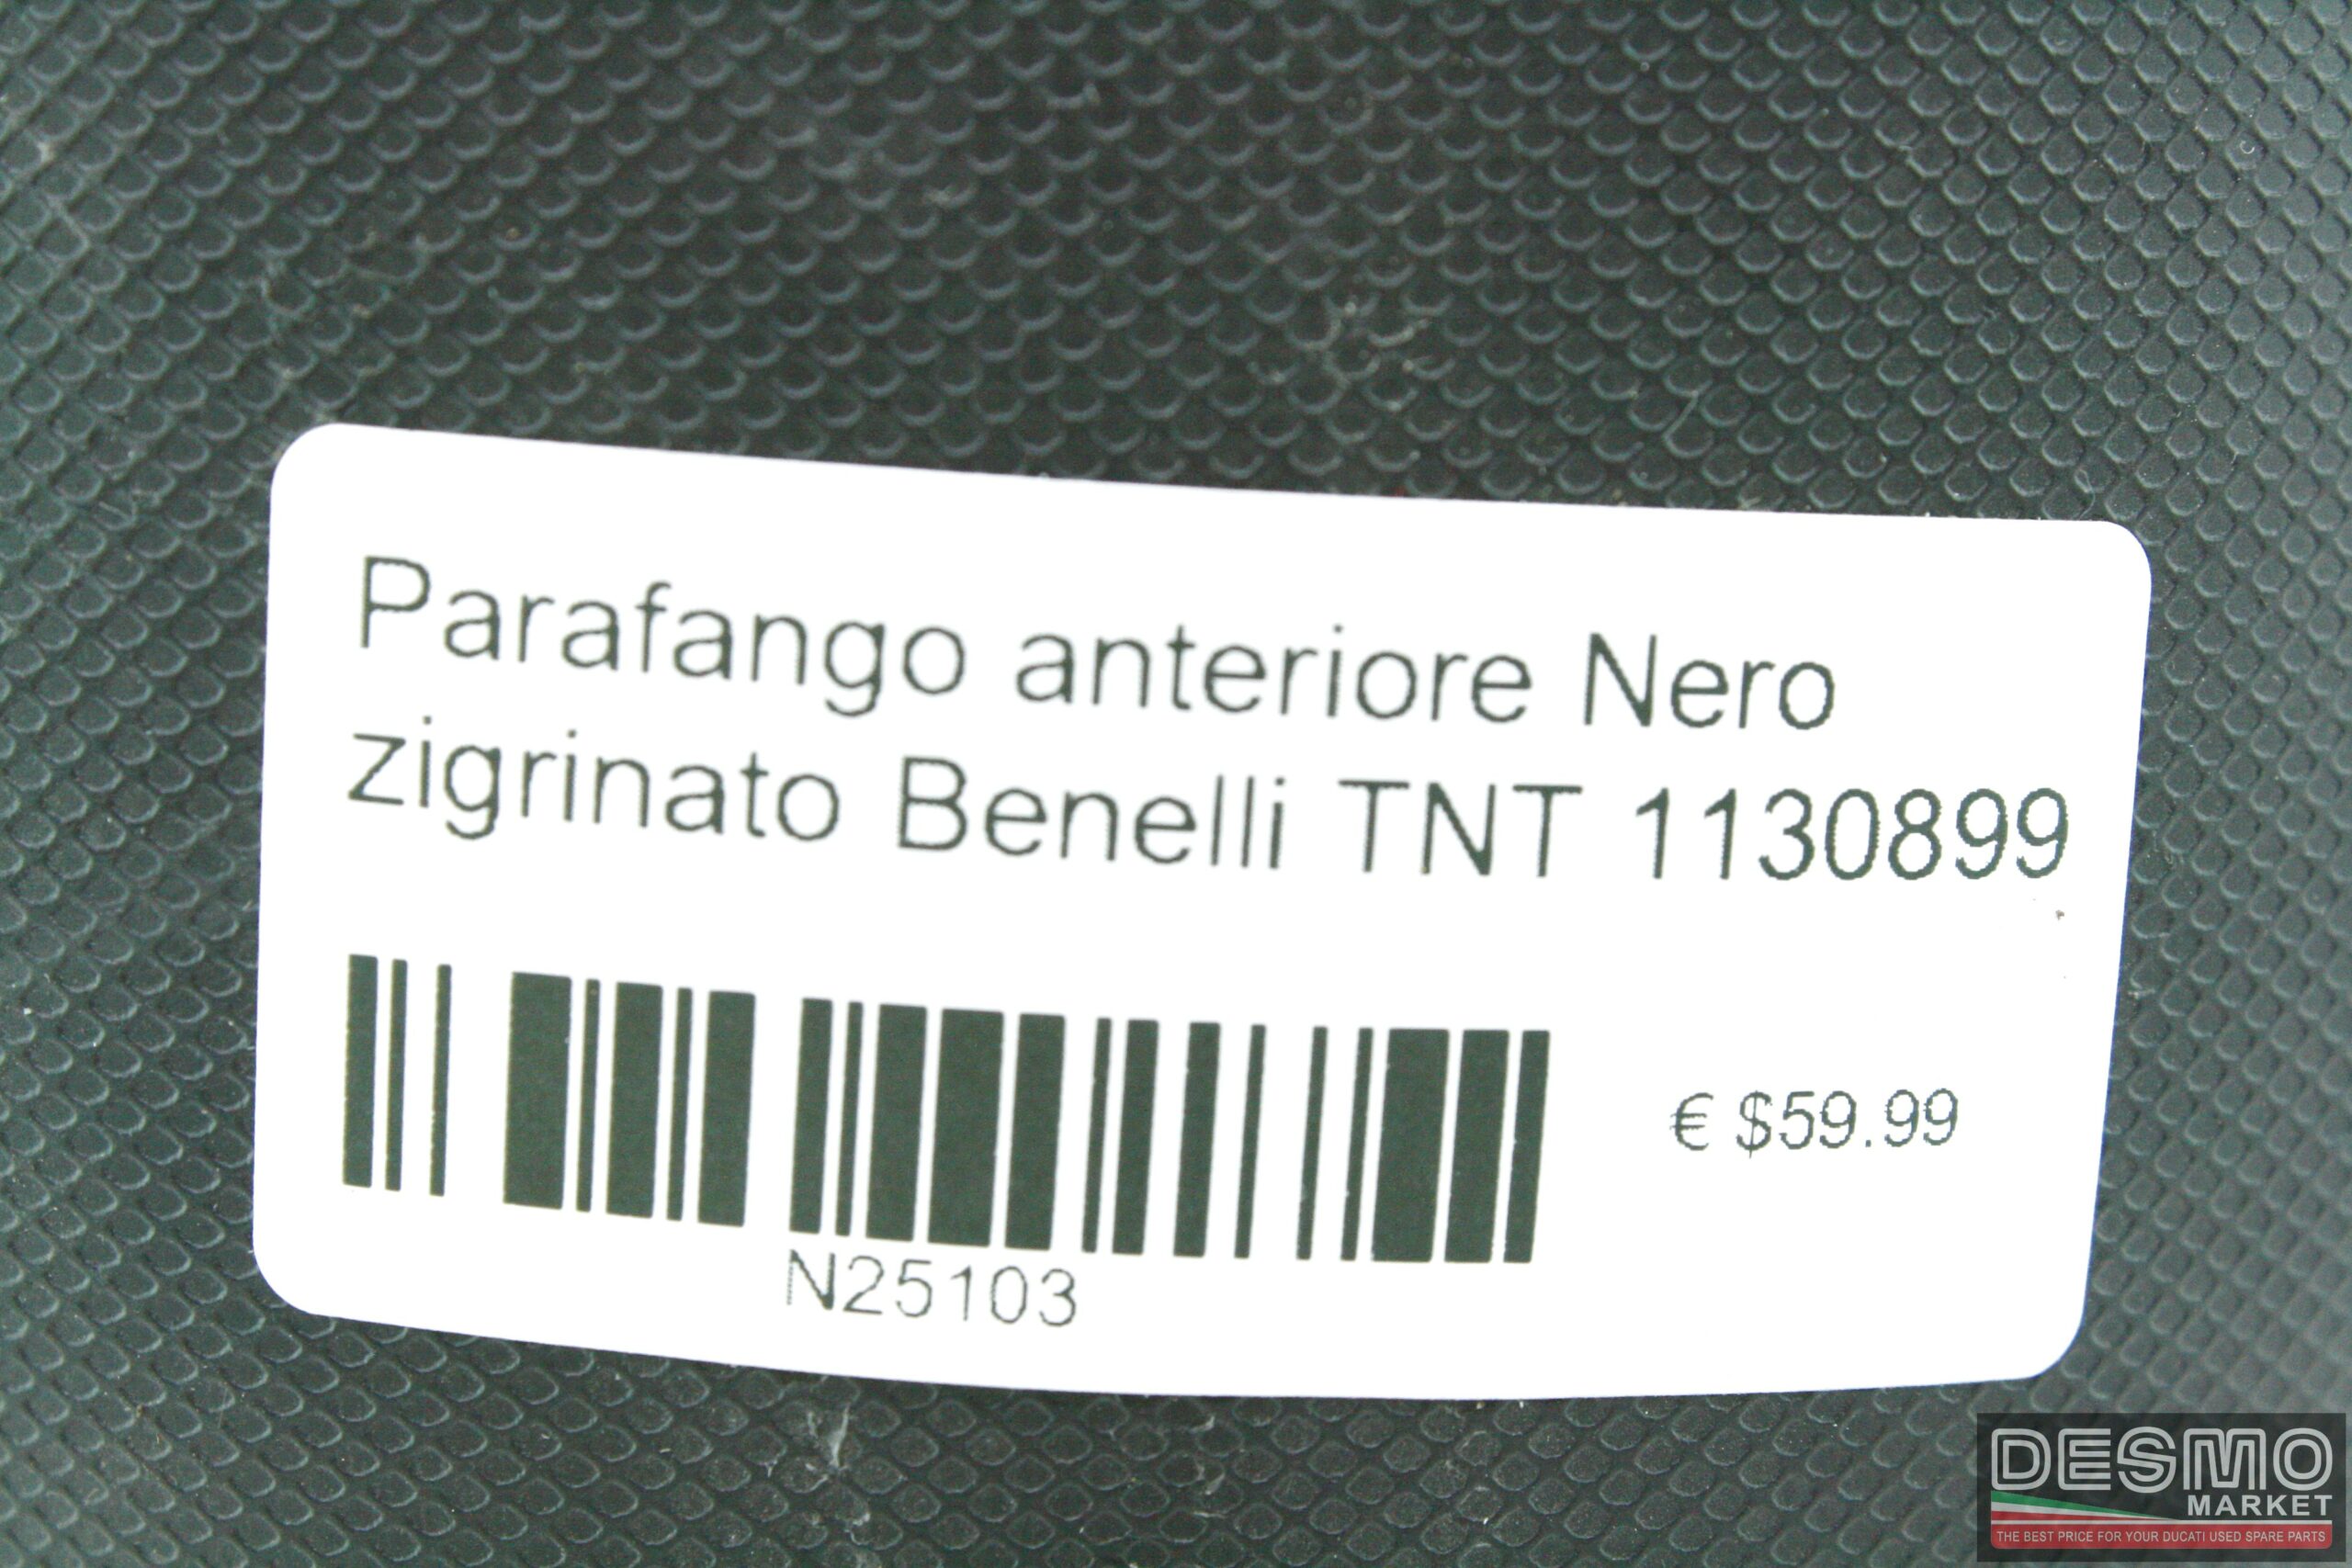 Parafango anteriore Nero
zigrinato Benelli TNT 1130899
€ $59.99
N25103
DESMO
MARKET
THE BEST PRICE FOR YOUR DUCATI USED SPARE PARTS